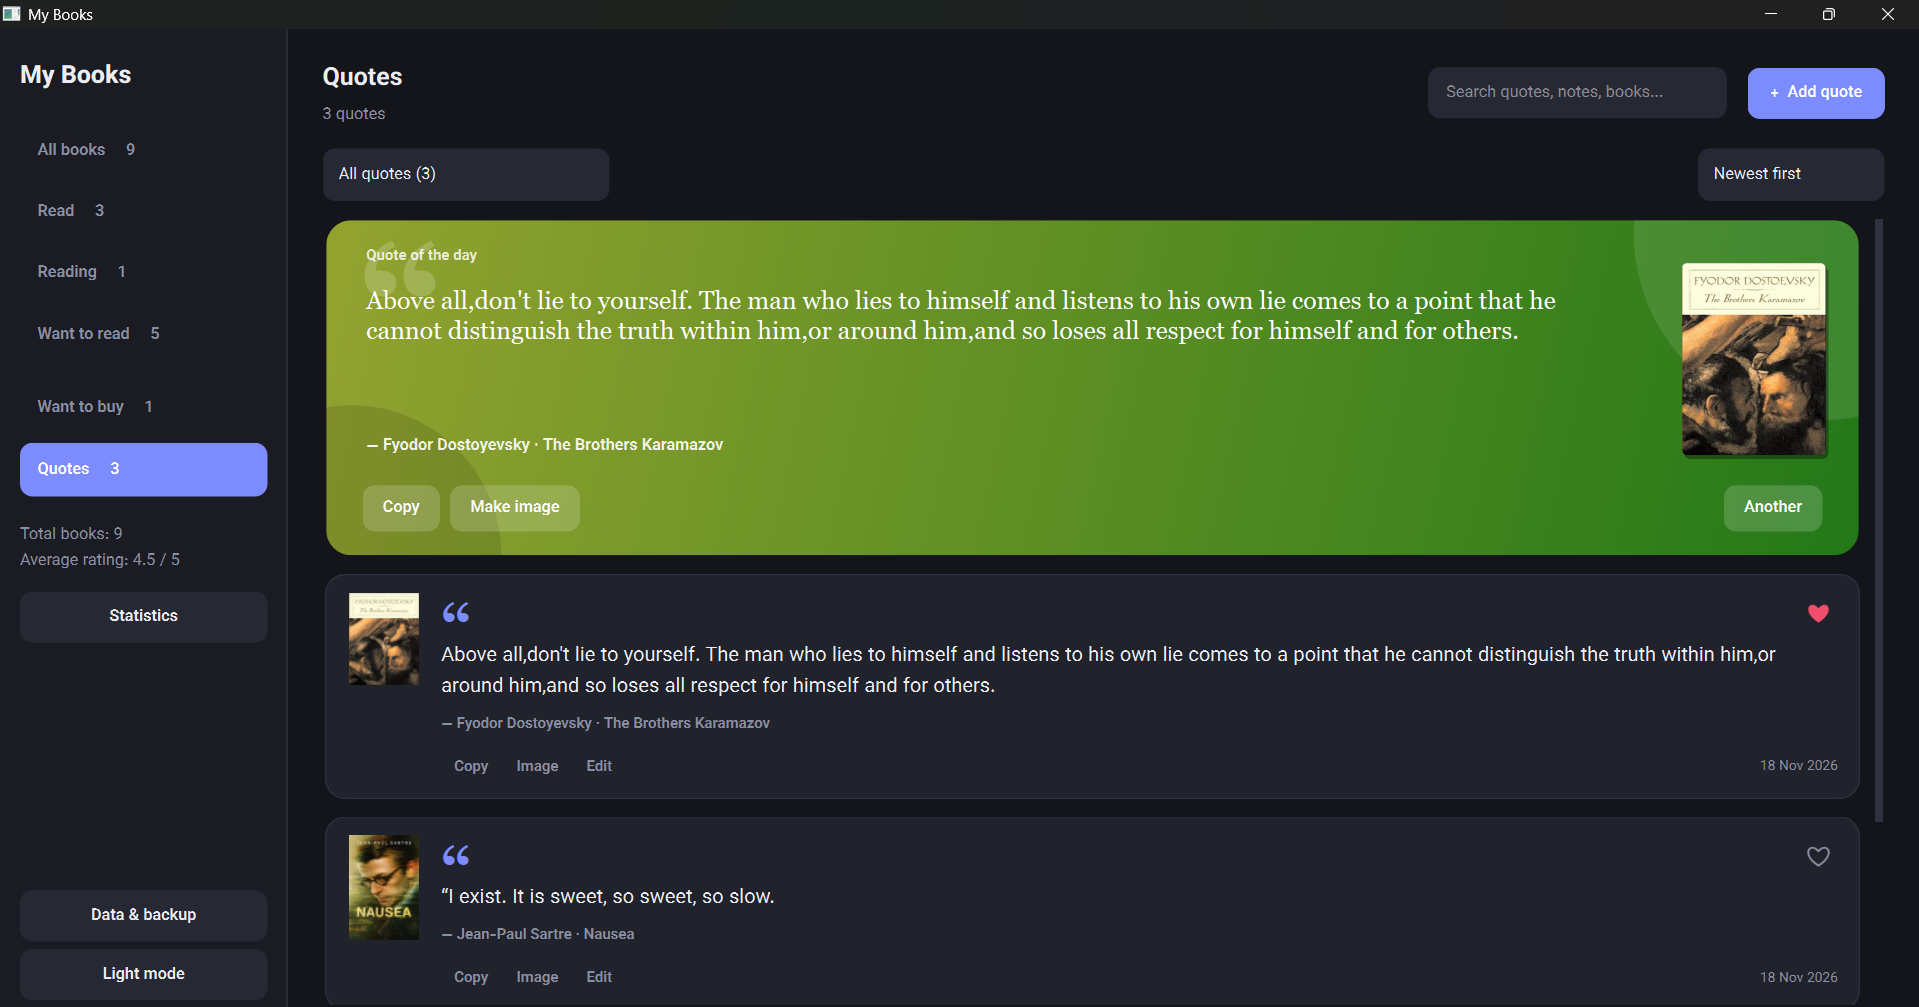 My Books
My Books
All books 9
Read 3
Reading 1
Want to read 5
Want to buy 1
Quotes 3
Total books: 9
Average rating: 4.5 / 5
Statistics
Data & backup
Light mode
Quotes
3 quotes
Search quotes, notes, books...
+ Add quote
All quotes (3)
Newest first
Quote of the day
Above all,don't lie to yourself. The man who lies to himself and listens to his own lie comes to a point that he
cannot distinguish the truth within him,or around him,and so loses all respect for himself and for others.
— Fyodor Dostoyevsky · The Brothers Karamazov
FYODOR DOSTOEVSKY
The Brothers Karamazov
Copy
Make image
Another
FYODOR DOSTOEVSKY
The Brothers Karamazov
“
Above all,don't lie to yourself. The man who lies to himself and listens to his own lie comes to a point that he cannot distinguish the truth within him,or
around him,and so loses all respect for himself and for others.
— Fyodor Dostoyevsky · The Brothers Karamazov
Copy Image Edit
18 Nov 2026
JEAN-PAUL SARTRE
NAUSEA
“
“I exist. It is sweet, so sweet, so slow.
— Jean-Paul Sartre · Nausea
Copy Image Edit
18 Nov 2026